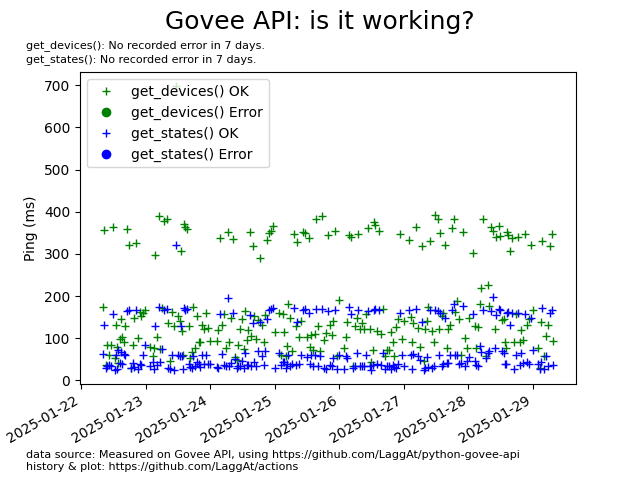 Govee API: is it working?
get_devices(): No recorded error in 7 days.
get_states(): No recorded error in 7 days.
get_devices() OK
get_devices() Error
get_states() OK
get_states() Error
Ping (ms)
700
600
500
400
300
200
100
0
2025-01-22
2025-01-23
2025-01-24
2025-01-25
2025-01-26
2025-01-27
2025-01-28
2025-01-29
data source: Measured on Govee API, using https://github.com/LaggAt/python-govee-api
history & plot: https://github.com/LaggAt/actions